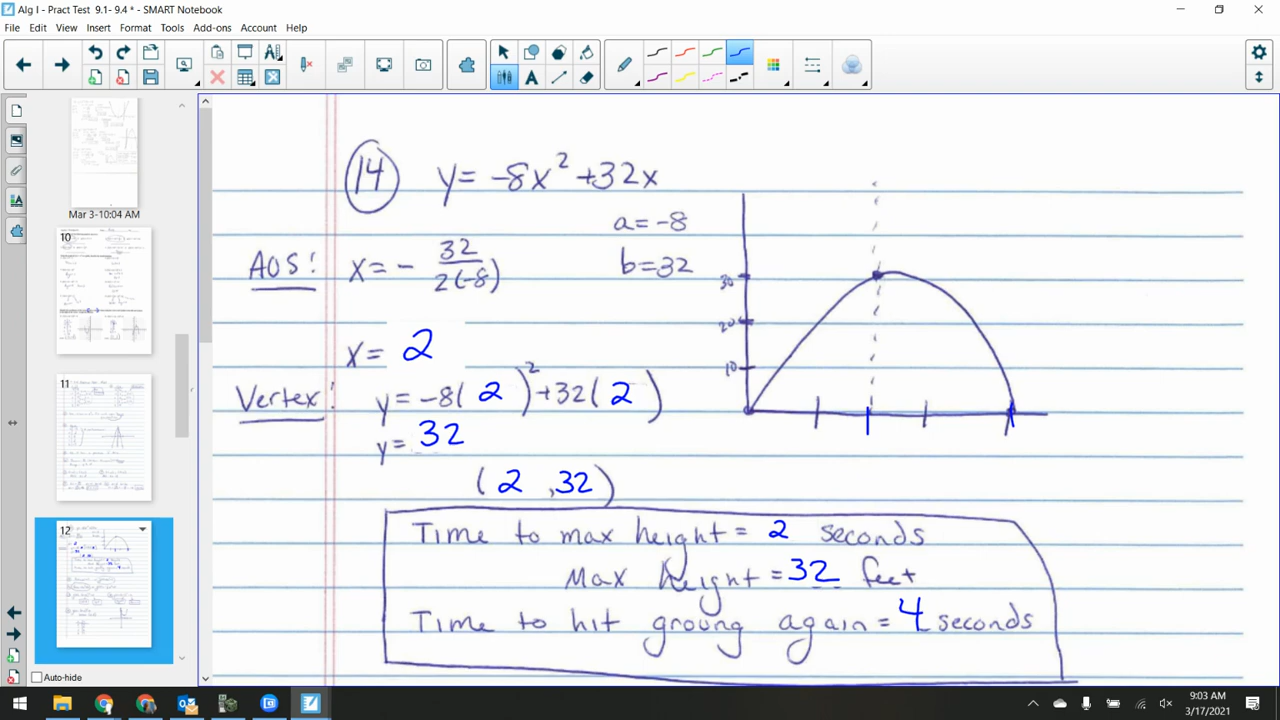 Alg I - Pract Test 9.1- 9.4 * - SMART Notebook
File Edit View Insert Format Tools Add-ons Account Help
Mar 3-10:04 AM
10
11
12
Auto-hide
14 y= -8x² +32x
a= -8
AOS! x= - 32/2(-8) b=32
x= 2
Vertex! y= -8( 2 )² +32( 2 )
y= 32
( 2 , 32 )
30
20
10
Time to max height = 2 seconds
Max height = 32 feet
Time to hit groung again = 4 seconds
9:03 AM
3/17/2021